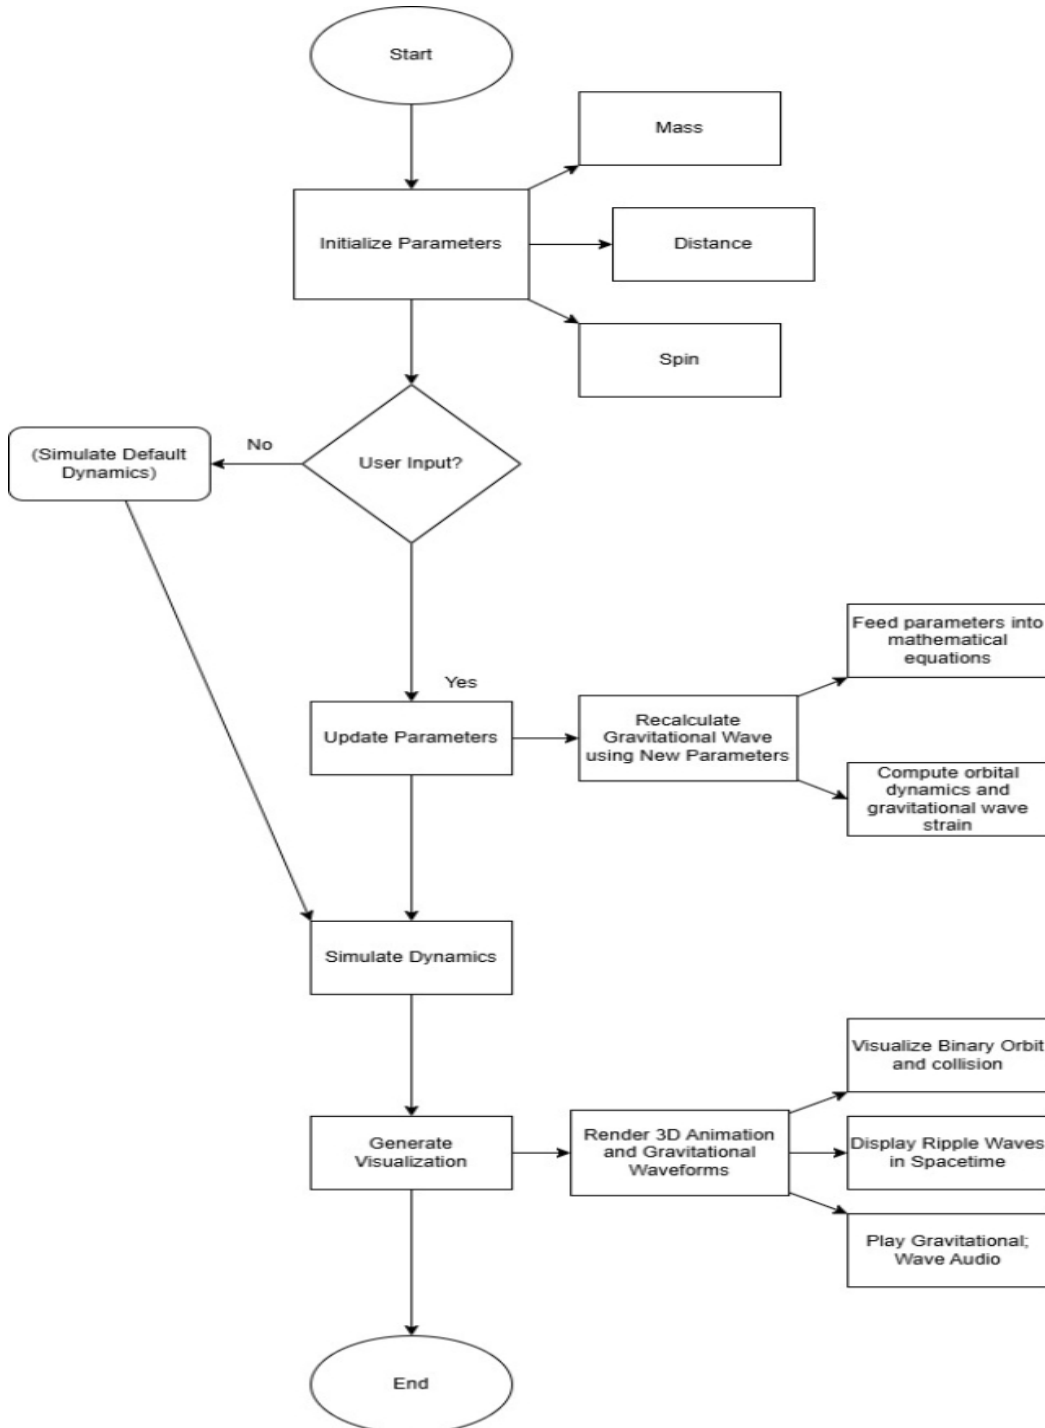 Start
Mass
Initialize Parameters
Distance
Spin
User Input?
No
(Simulate Default
Dynamics)
Yes
Update Parameters
Recalculate
Gravitational Wave
using New Parameters
Feed parameters into
mathematical
equations
Compute orbital
dynamics and
gravitational wave
strain
Simulate Dynamics
Generate
Visualization
Render 3D Animation
and Gravitational
Waveforms
Visualize Binary Orbit
and collision
Display Ripple Waves
in Spacetime
Play Gravitational;
Wave Audio
End